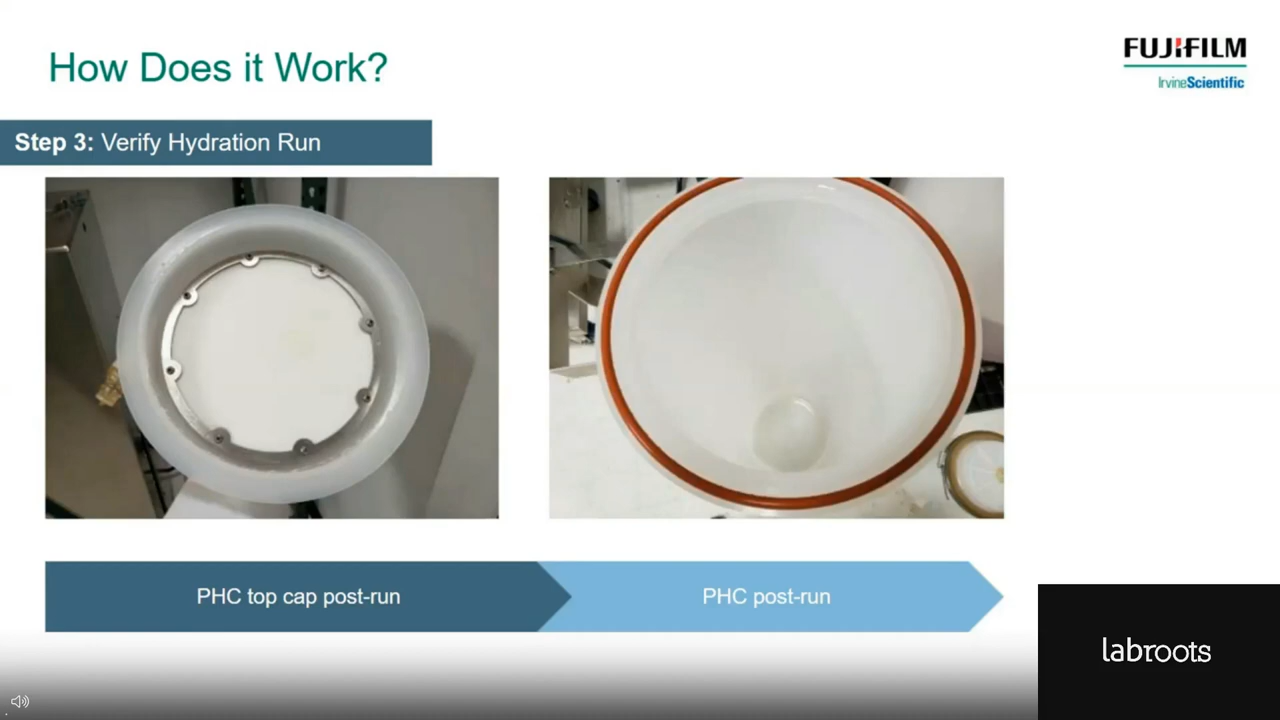 How Does it Work?
FUJIFILM
IrvineScientific
Step 3: Verify Hydration Run
PHC top cap post-run
PHC post-run
labroots